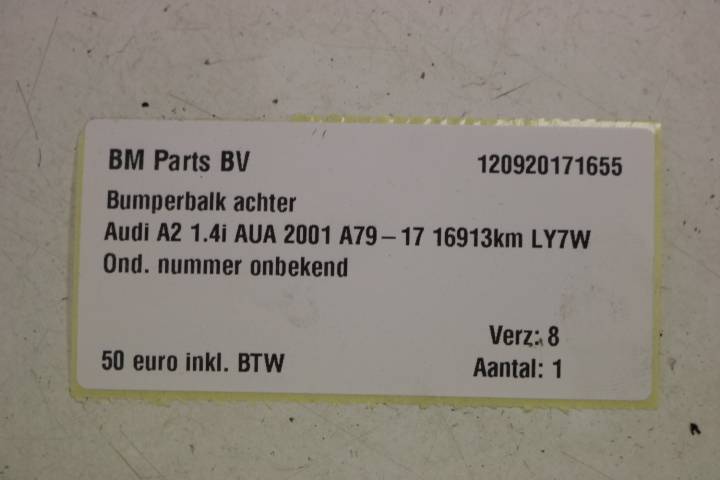 BM Parts BV 120920171655
Bumperbalk achter
Audi A2 1.4i AUA 2001 A79-17 16913km LY7W
Ond. nummer onbekend
Verz: 8
50 euro inkl. BTW Aantal: 1